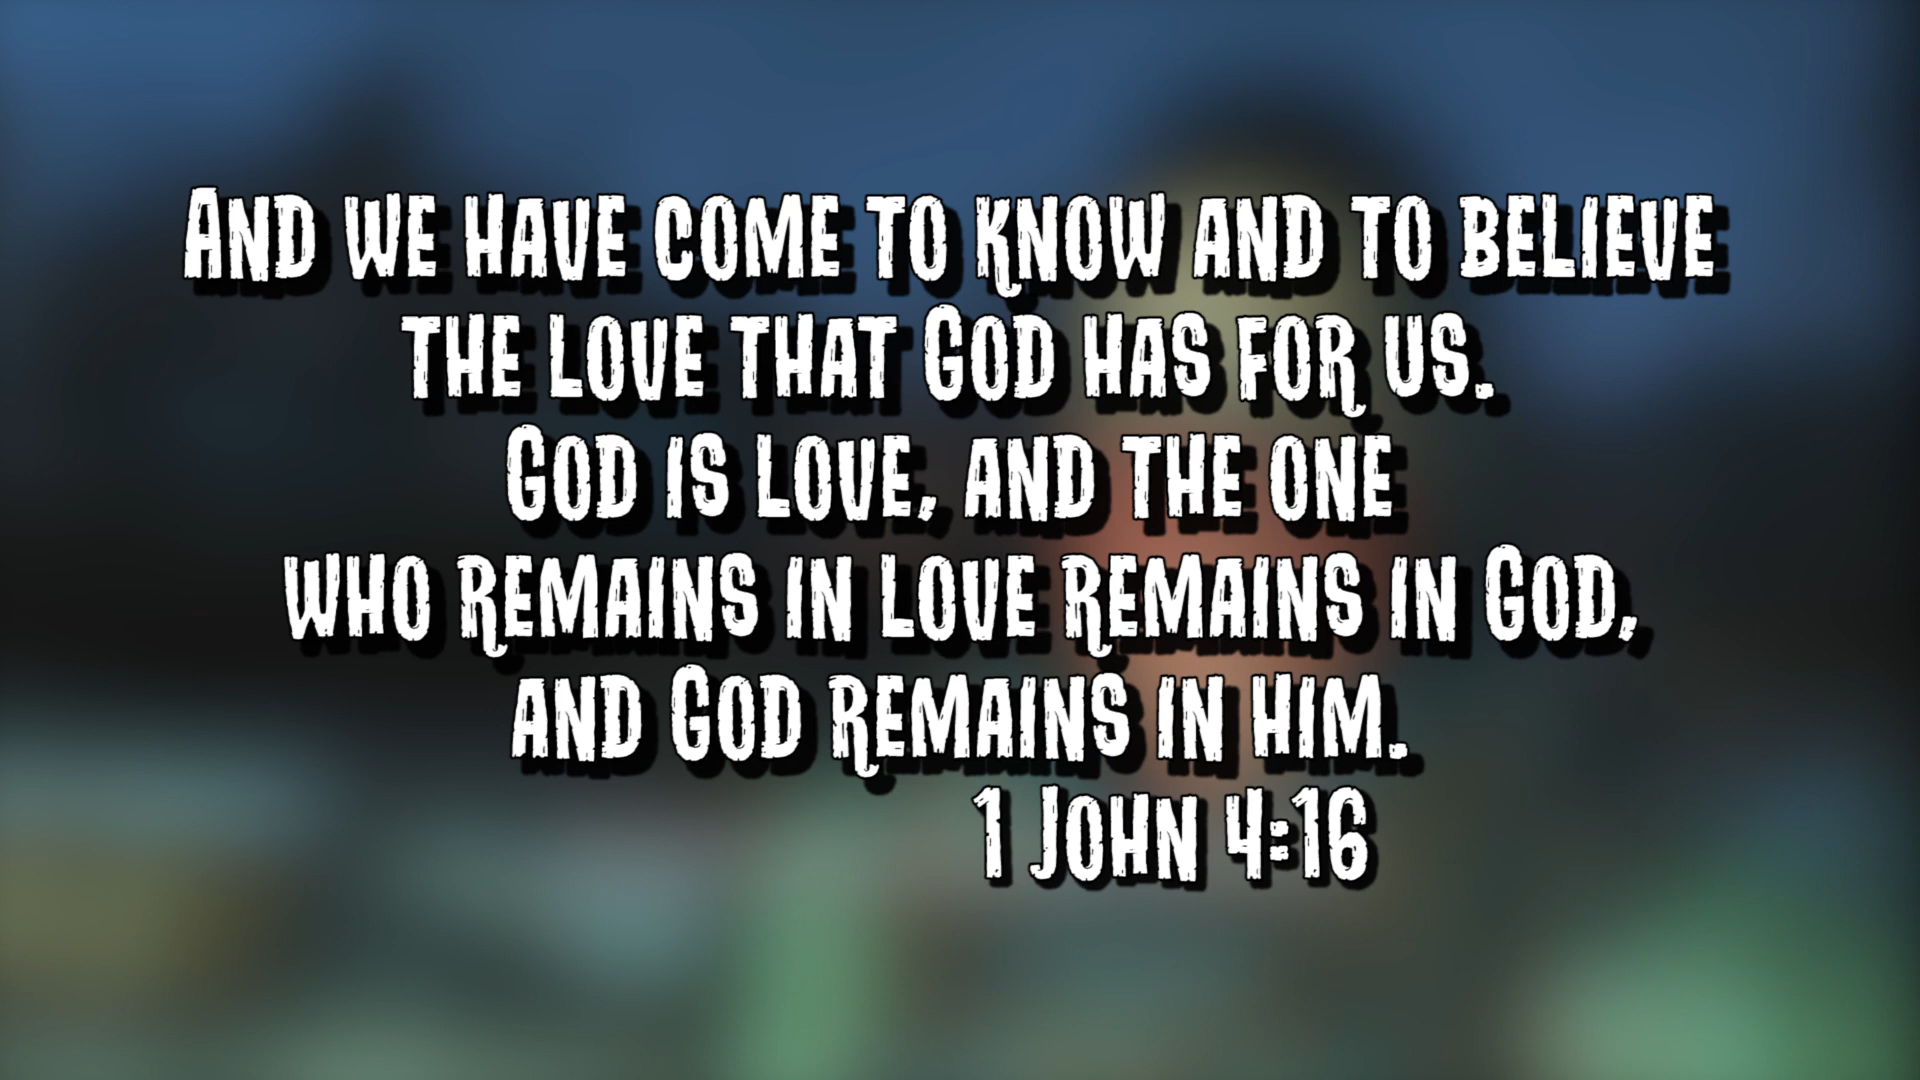 And we have come to know and to believe
the love that God has for us.
God is love, and the one
who remains in love remains in God,
and God remains in him.
1 John 4:16